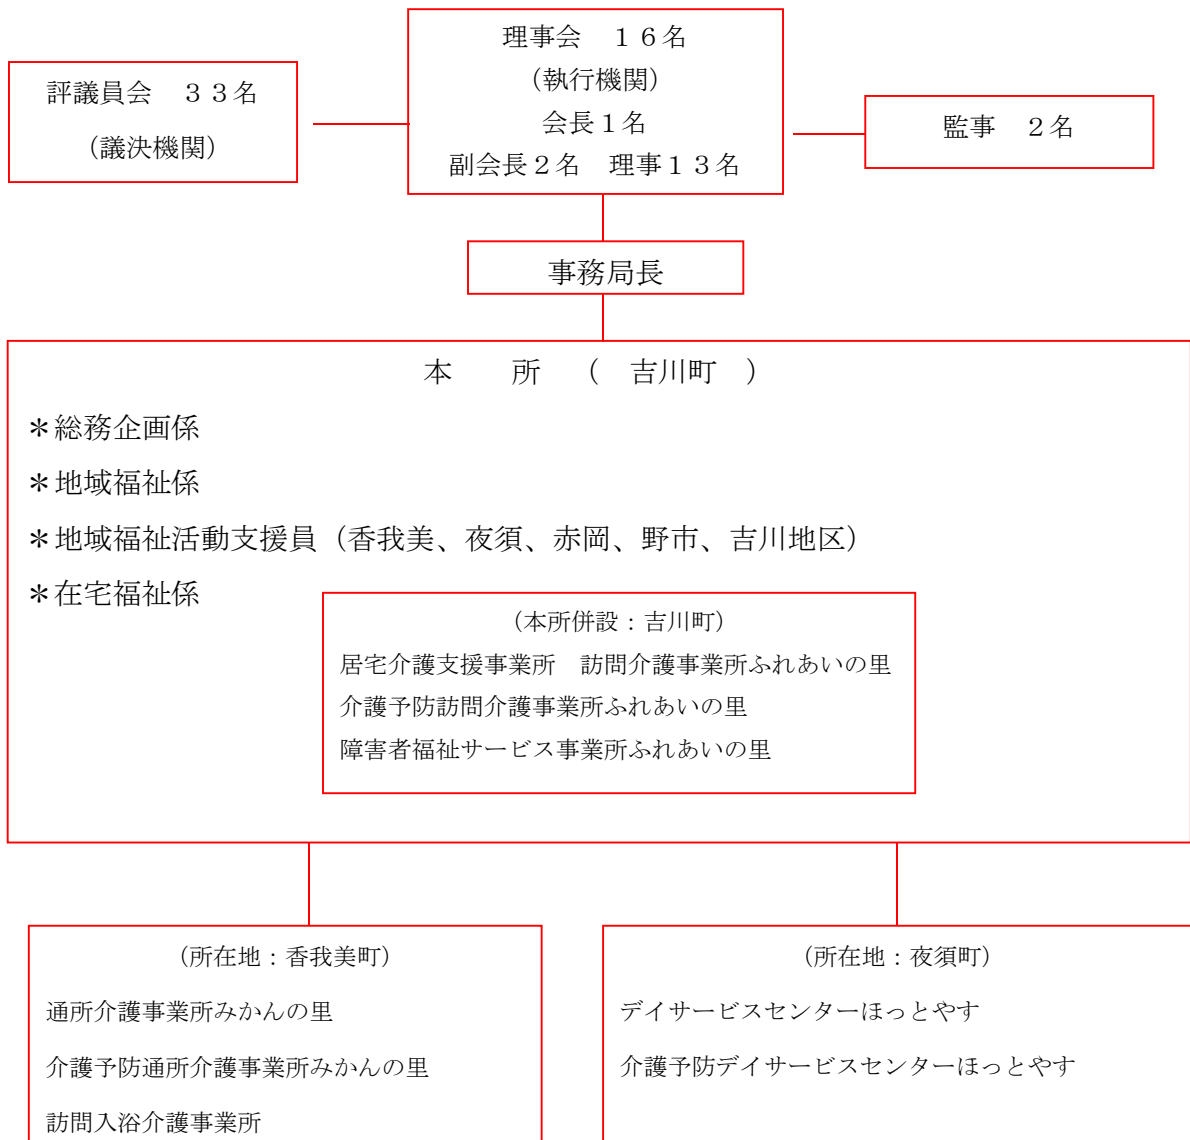 理事会　１６名
（執行機関）
会長１名
副会長２名　理事１３名
評議員会　３３名
（議決機関）
監事　２名
事務局長
本　　所　（　吉川町　）
＊総務企画係
＊地域福祉係
＊地域福祉活動支援員（香我美、夜須、赤岡、野市、吉川地区）
＊在宅福祉係
（本所併設：吉川町）
居宅介護支援事業所　訪問介護事業所ふれあいの里
介護予防訪問介護事業所ふれあいの里
障害者福祉サービス事業所ふれあいの里
（所在地：香我美町）
通所介護事業所みかんの里
介護予防通所介護事業所みかんの里
訪問入浴介護事業所
（所在地：夜須町）
デイサービスセンターほっとやす
介護予防デイサービスセンターほっとやす